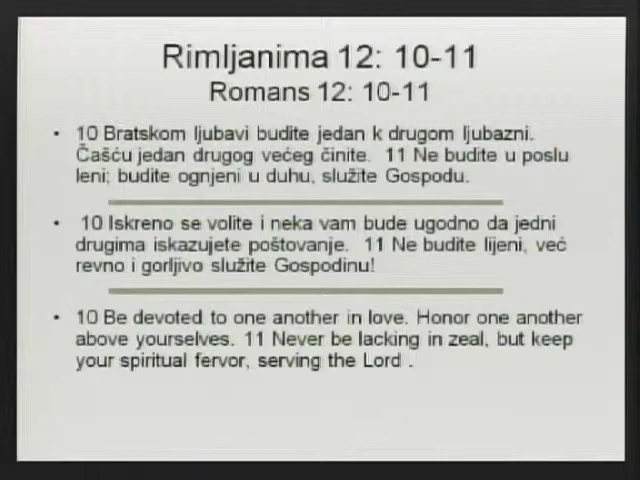 Rimljanima 12: 10-11
Romans 12: 10-11
• 10 Bratskom ljubavi budite jedan k drugom ljubazni.
Čašću jedan drugog većeg činite. 11 Ne budite u poslu
leni; budite ognjeni u duhu, služite Gospodu.
• 10 Iskreno se volite i neka vam bude ugodno da jedni
drugima iskazujete poštovanje. 11 Ne budite lijeni, već
revno i gorljivo služite Gospodinu!
• 10 Be devoted to one another in love. Honor one another
above yourselves. 11 Never be lacking in zeal, but keep
your spiritual fervor, serving the Lord .